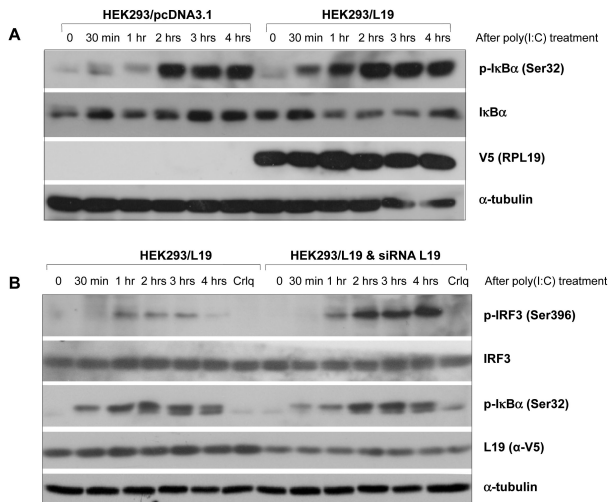 HEK293/pcDNA3.1 HEK293/L19
A 0 30 min 1 hr 2 hrs 3 hrs 4 hrs 0 30 min 1 hr 2 hrs 3 hrs 4 hrs After poly(I:C) treatment
p-IκBα (Ser32)
IκBα
V5 (RPL19)
α-tubulin
HEK293/L19 HEK293/L19 & siRNA L19
B 0 30 min 1 hr 2 hrs 3 hrs 4 hrs Crlq 0 30 min 1 hr 2 hrs 3 hrs 4 hrs Crlq After poly(I:C) treatment
p-IRF3 (Ser396)
IRF3
p-IκBα (Ser32)
L19 (α-V5)
α-tubulin